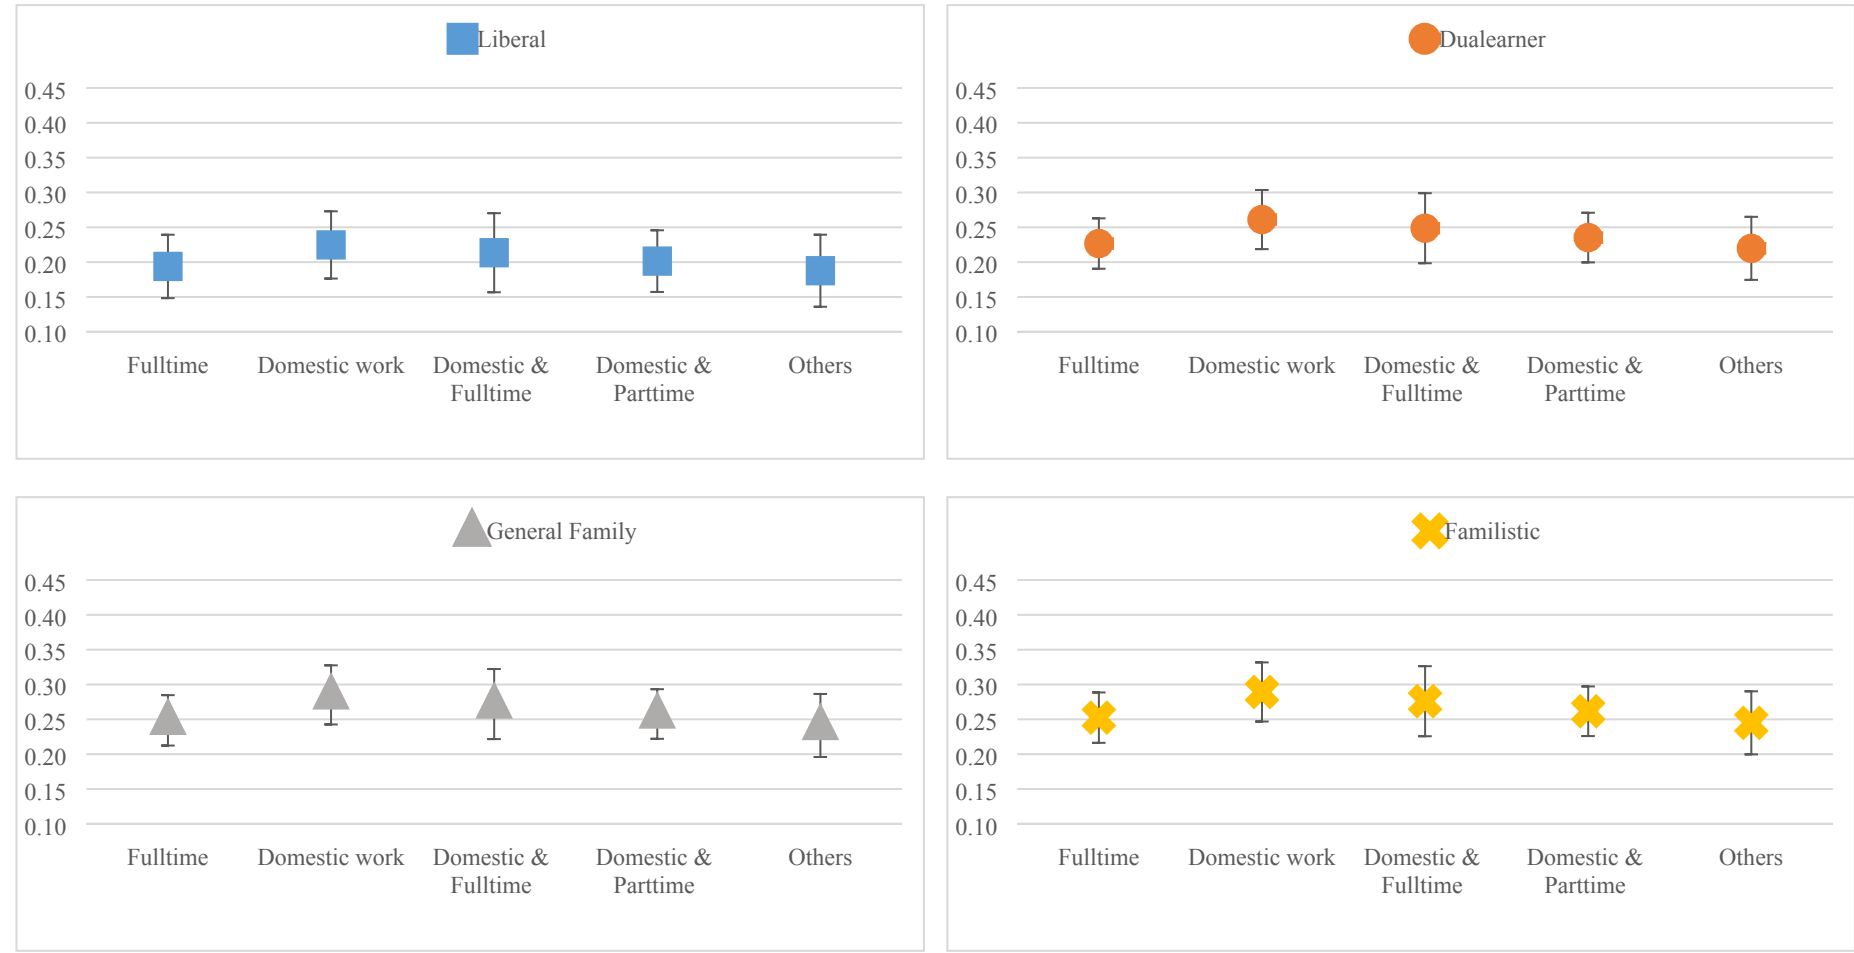 Liberal
0.45
0.40
0.35
0.30
0.25
0.20
0.15
0.10
Fulltime
Domestic work
Domestic &
Fulltime
Domestic &
Parttime
Others
Dualearner
0.45
0.40
0.35
0.30
0.25
0.20
0.15
0.10
Fulltime
Domestic work
Domestic &
Fulltime
Domestic &
Parttime
Others
General Family
0.45
0.40
0.35
0.30
0.25
0.20
0.15
0.10
Fulltime
Domestic work
Domestic &
Fulltime
Domestic &
Parttime
Others
Familistic
0.45
0.40
0.35
0.30
0.25
0.20
0.15
0.10
Fulltime
Domestic work
Domestic &
Fulltime
Domestic &
Parttime
Others